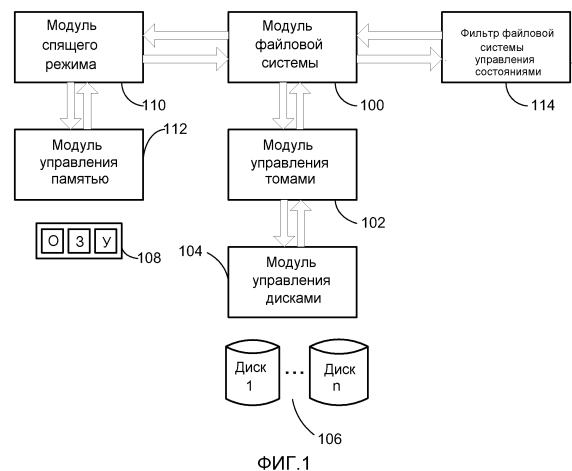 Модуль
спящего
режима
110
Модуль
файловой
системы
100
Фильтр файловой
системы
управления
состояниями
114
Модуль
управления
памятью
112
Модуль
управления
томами
102
О З У
108
104
Модуль
управления
дисками
Диск
1
...
Диск
n
106
ФИГ.1